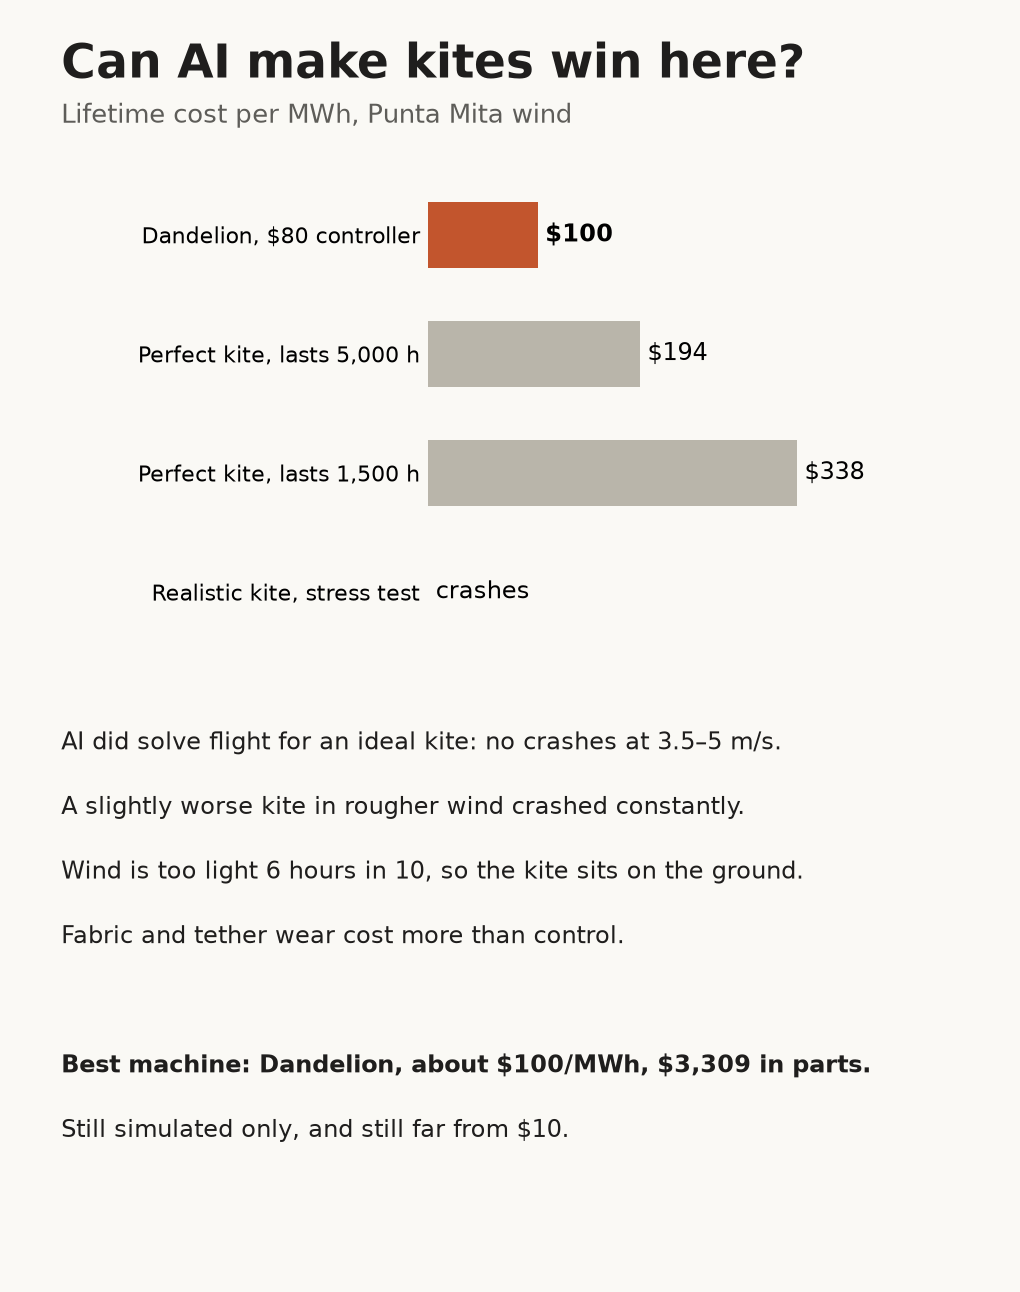 Can AI make kites win here?
Lifetime cost per MWh, Punta Mita wind
Dandelion, $80 controller $100
Perfect kite, lasts 5,000 h $194
Perfect kite, lasts 1,500 h $338
Realistic kite, stress test crashes
AI did solve flight for an ideal kite: no crashes at 3.5–5 m/s.
A slightly worse kite in rougher wind crashed constantly.
Wind is too light 6 hours in 10, so the kite sits on the ground.
Fabric and tether wear cost more than control.
Best machine: Dandelion, about $100/MWh, $3,309 in parts.
Still simulated only, and still far from $10.